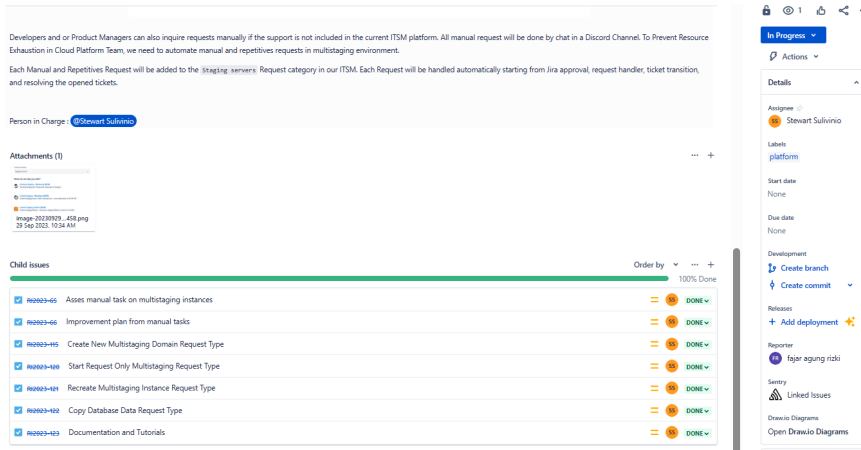 Developers and or Product Managers can also inquire requests manually if the support is not included in the current ITSM platform. All manual request will be done by chat in a Discord Channel. To Prevent Resource
Exhaustion in Cloud Platform Team, we need to automate manual and repetitives requests in multistaging environment.
Each Manual and Repetitives Request will be added to the Staging servers Request category in our ITSM. Each Request will be handled automatically starting from Jira approval, request handler, ticket transition,
and resolving the opened tickets.
Person in Charge : @Stewart Sulivinio
Attachments (1)
image-20230929...458.png
29 Sep 2023, 10:34 AM
Child issues
Order by
100% Done
RI2023-65 Asses manual task on multistaging instances SS DONE
RI2023-66 Improvement plan from manual tasks SS DONE
RI2023-115 Create New Multistaging Domain Request Type SS DONE
RI2023-120 Start Request Only Multistaging Request Type SS DONE
RI2023-121 Recreate Multistaging Instance Request Type SS DONE
RI2023-122 Copy Database Data Request Type SS DONE
RI2023-123 Documentation and Tutorials SS DONE
1
In Progress
Actions
Details
Assignee
SS Stewart Sulivinio
Labels
platform
Start date
None
Due date
None
Development
Create branch
Create commit
Releases
+ Add deployment
Reporter
FR fajar agung rizki
Sentry
Linked Issues
Draw.io Diagrams
Open Draw.io Diagrams